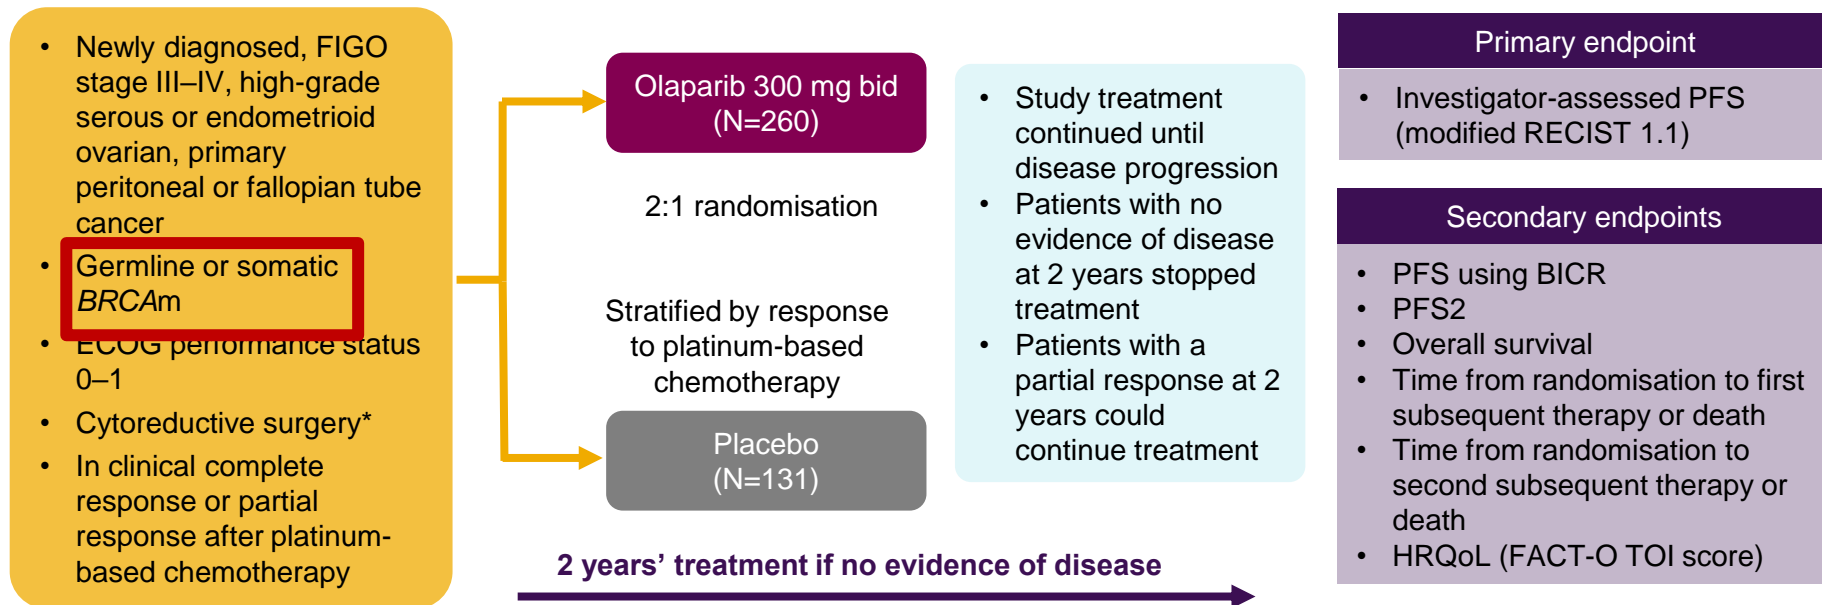 • Newly diagnosed, FIGO
stage III–IV, high-grade
serous or endometrioid
ovarian, primary
peritoneal or fallopian tube
cancer
• Germline or somatic
BRCAm
• ECOG performance status
0–1
• Cytoreductive surgery*
• In clinical complete
response or partial
response after platinum-
based chemotherapy
Olaparib 300 mg bid
(N=260)
2:1 randomisation
Stratified by response
to platinum-based
chemotherapy
Placebo
(N=131)
• Study treatment
continued until
disease progression
• Patients with no
evidence of disease
at 2 years stopped
treatment
• Patients with a
partial response at 2
years could
continue treatment
2 years’ treatment if no evidence of disease
Primary endpoint
• Investigator-assessed PFS
(modified RECIST 1.1)
Secondary endpoints
• PFS using BICR
• PFS2
• Overall survival
• Time from randomisation to first
subsequent therapy or death
• Time from randomisation to
second subsequent therapy or
death
• HRQoL (FACT-O TOI score)